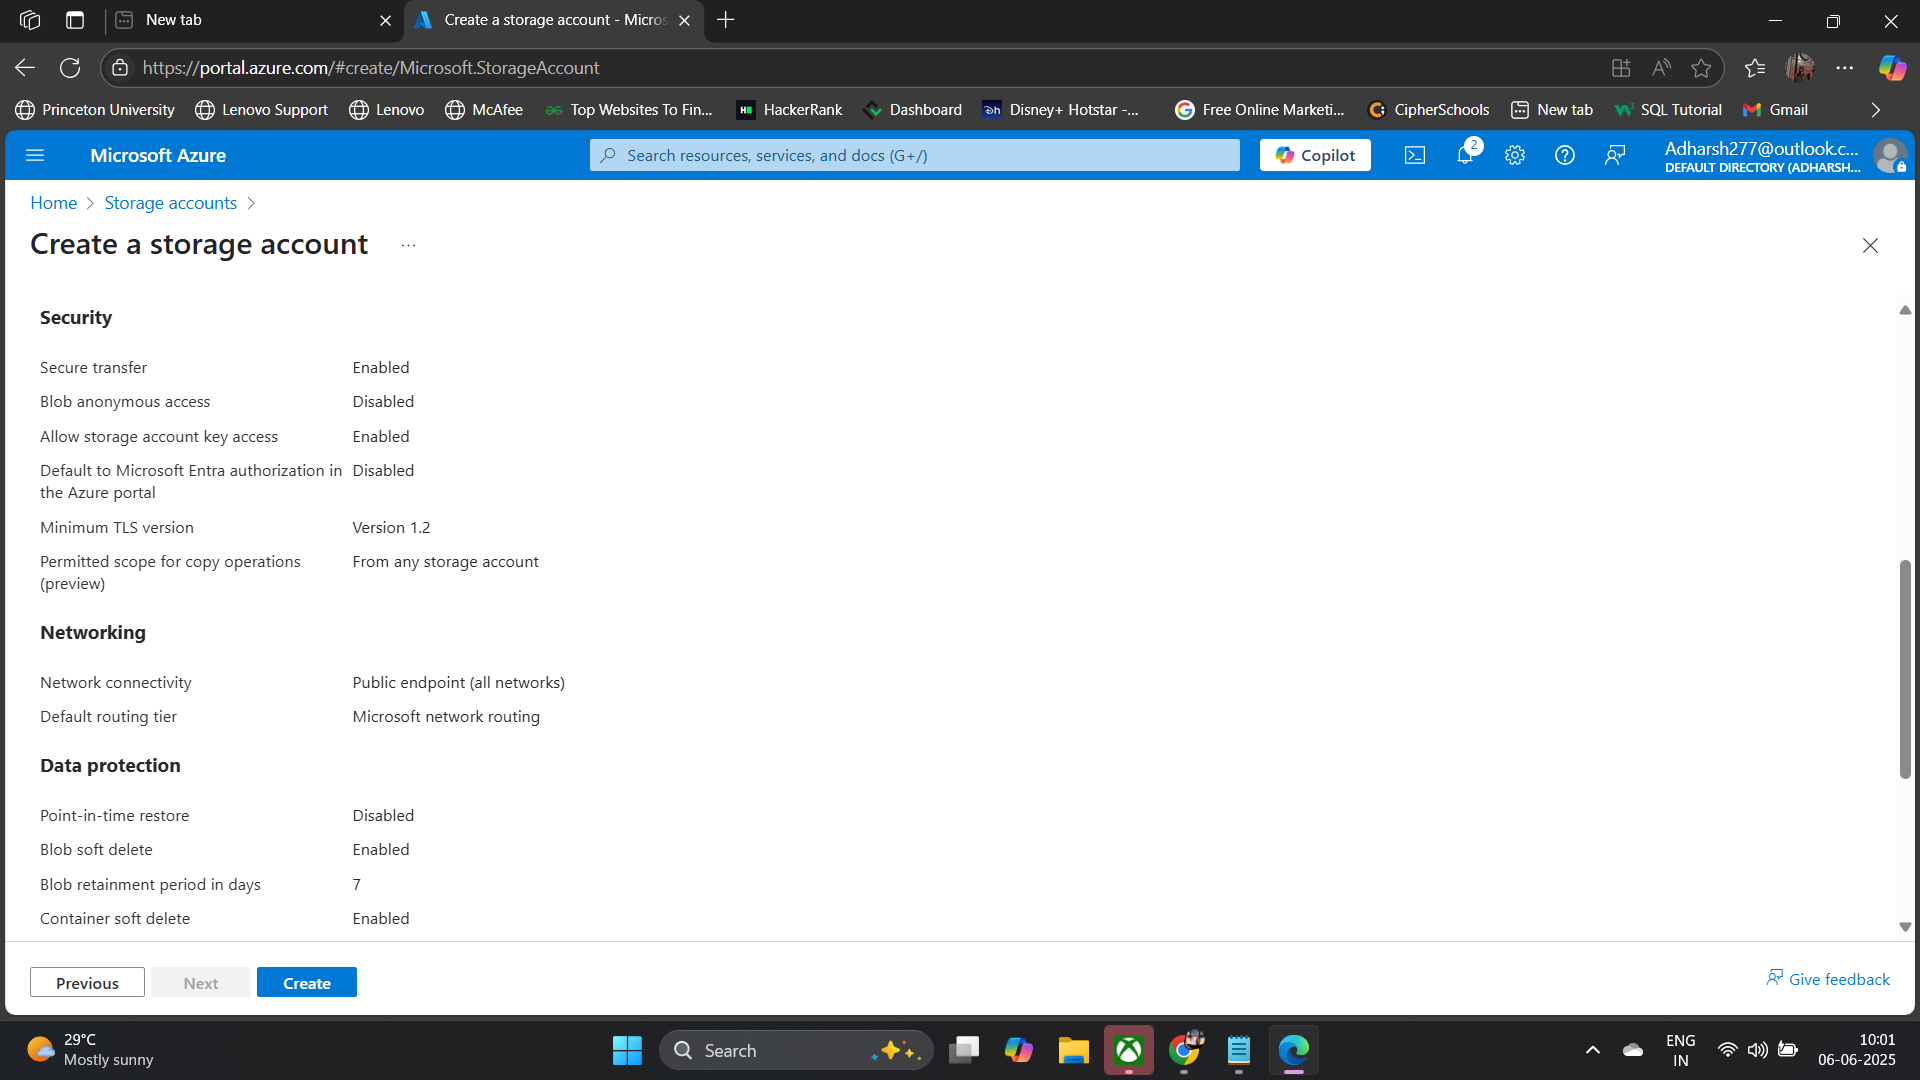 New tab
Create a storage account - Micros
https://portal.azure.com/#create/Microsoft.StorageAccount
Princeton University
Lenovo Support
Lenovo
McAfee
Top Websites To Fin...
HackerRank
Dashboard
Disney+ Hotstar -...
Free Online Marketi...
CipherSchools
New tab
SQL Tutorial
Gmail
Microsoft Azure
Search resources, services, and docs (G+/)
Copilot
2
Adharsh277@outlook.c...
DEFAULT DIRECTORY (ADHARSH...
Home > Storage accounts >
Create a storage account ...
Security
Secure transfer Enabled
Blob anonymous access Disabled
Allow storage account key access Enabled
Default to Microsoft Entra authorization in Disabled
the Azure portal
Minimum TLS version Version 1.2
Permitted scope for copy operations From any storage account
(preview)
Networking
Network connectivity Public endpoint (all networks)
Default routing tier Microsoft network routing
Data protection
Point-in-time restore Disabled
Blob soft delete Enabled
Blob retainment period in days 7
Container soft delete Enabled
Previous
Next
Create
Give feedback
29°C
Mostly sunny
Search
ENG
IN
10:01
06-06-2025